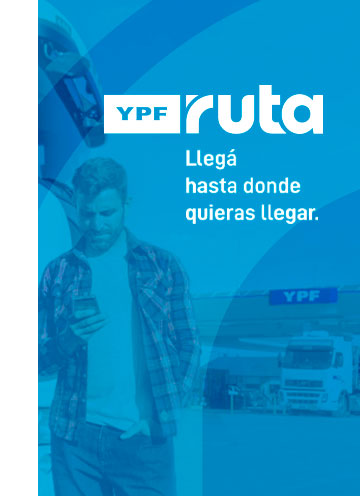 YPF ruta
Llegá
hasta donde
quieras llegar.
YPF